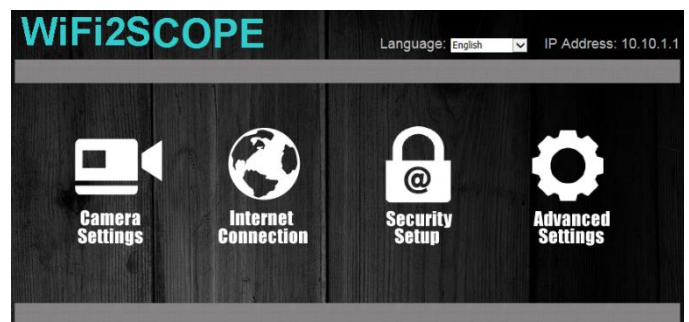 WiFi2SCOPE
Language: English IP Address: 10.10.1.1
@
Camera Settings
Internet Connection
Security Setup
Advanced Settings